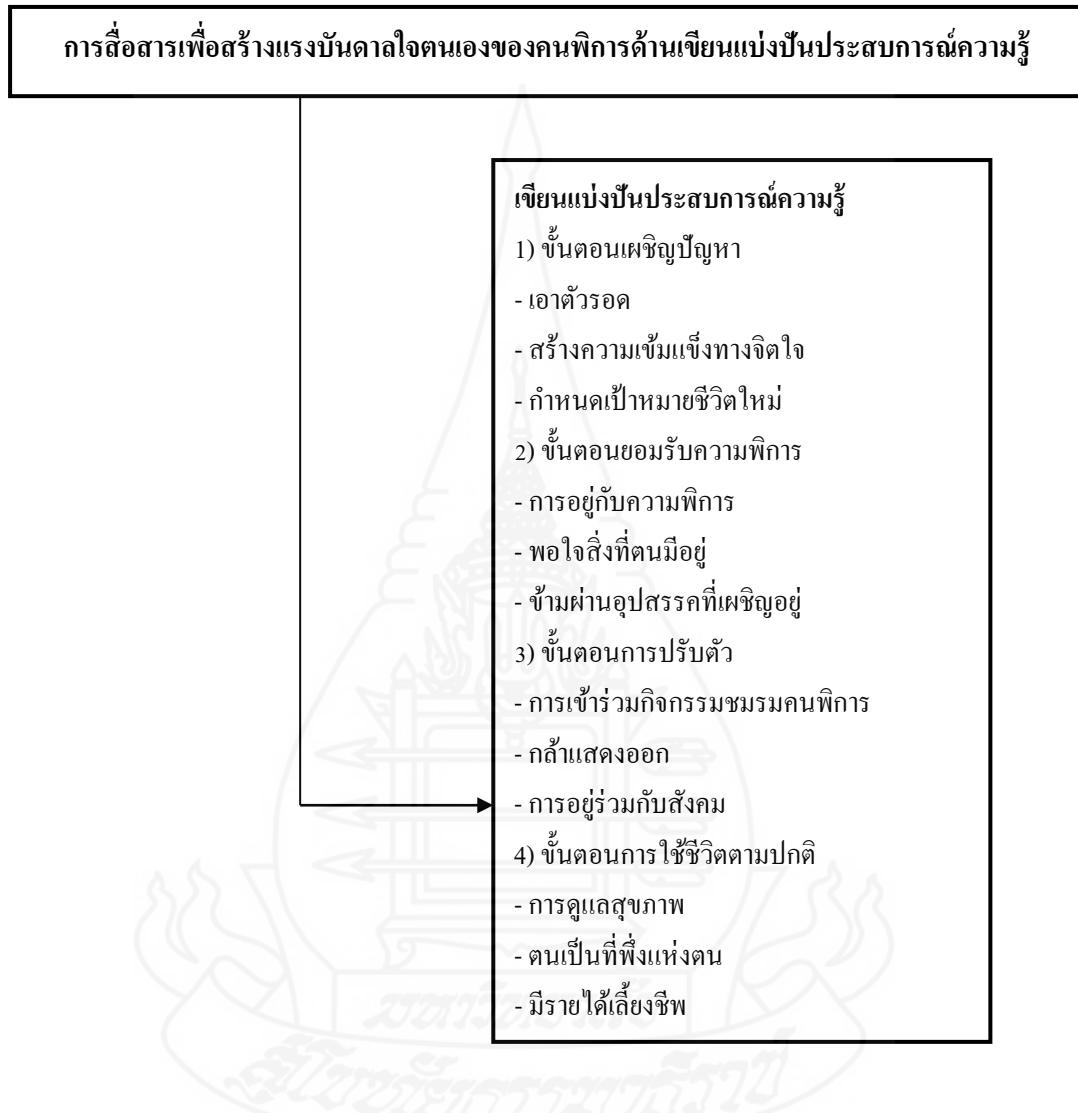 การสื่อสารเพื่อสร้างแรงบันดาลใจตนเองของคนพิการด้านเขียนแบ่งปันประสบการณ์ความรู้
เขียนแบ่งปันประสบการณ์ความรู้
1) ขั้นตอนเผชิญปัญหา
- เอาตัวรอด
- สร้างความเข้มแข็งทางจิตใจ
- กำหนดเป้าหมายชีวิตใหม่
2) ขั้นตอนยอมรับความพิการ
- การอยู่กับความพิการ
- พอใจสิ่งที่ตนมีอยู่
- ข้ามผ่านอุปสรรคที่เผชิญอยู่
3) ขั้นตอนการปรับตัว
- การเข้าร่วมกิจกรรมชมรมคนพิการ
- กล้าแสดงออก
- การอยู่ร่วมกับสังคม
4) ขั้นตอนการใช้ชีวิตตามปกติ
- การดูแลสุขภาพ
- ตนเป็นที่พึ่งแห่งตน
- มีรายได้เลี้ยงชีพ